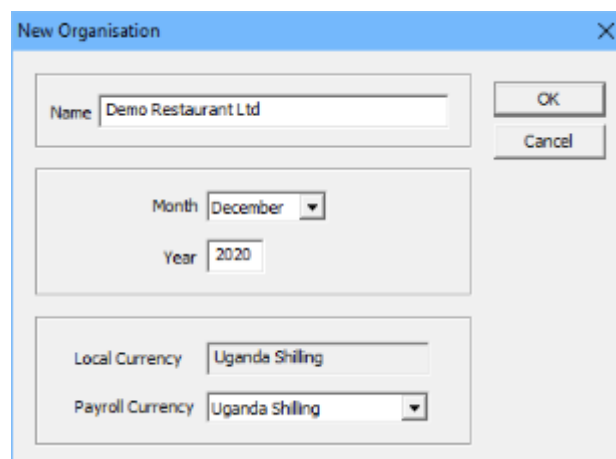 New Organisation
Name Demo Restaurant Ltd
OK
Cancel
Month December
Year 2020
Local Currency Uganda Shilling
Payroll Currency Uganda Shilling